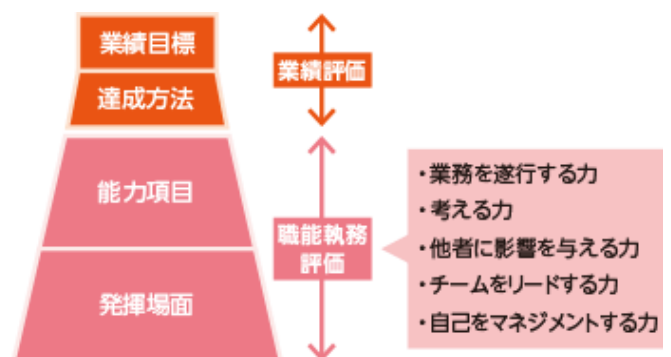 業績目標
達成方法
業績評価
能力項目
発揮場面
職能執務
評価
・業務を遂行する力
・考える力
・他者に影響を与える力
・チームをリードする力
・自己をマネジメントする力